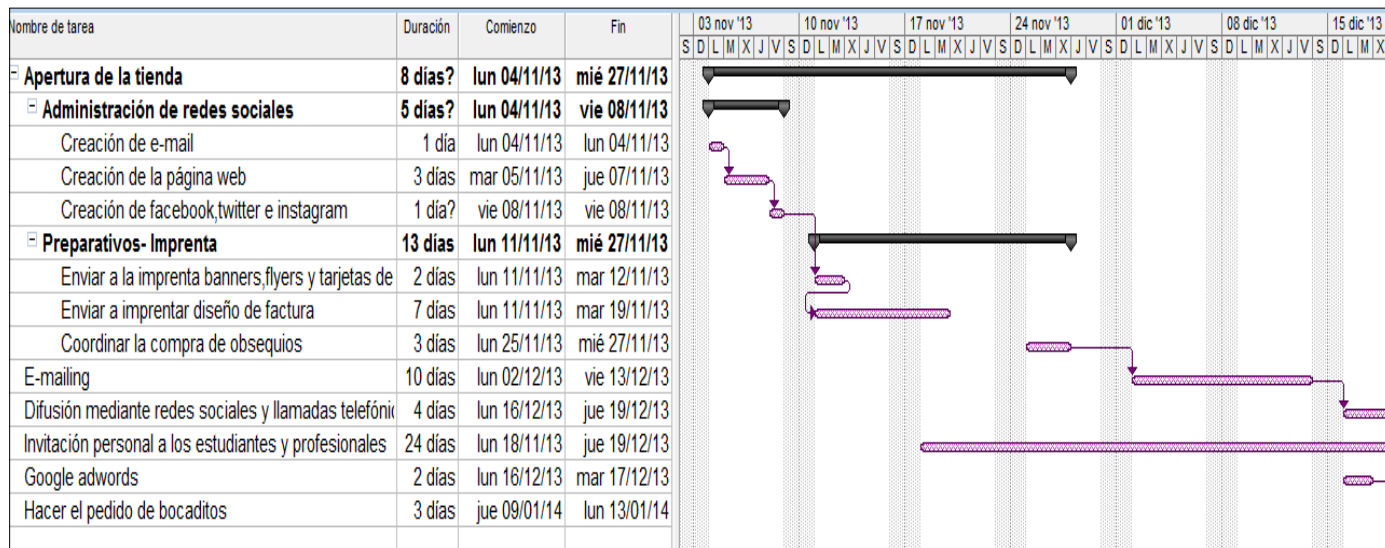 Nombre de tarea Duración Comienzo Fin 03 nov '13 10 nov '13 17 nov '13 24 nov '13 01 dic '13 08 dic '13 15 dic '13
S D L M X J V S D L M X J V S D L M X J V S D L M X J V S D L M X J V S D L M X J V S D L M X
Apertura de la tienda 8 días? lun 04/11/13 mié 27/11/13
Administración de redes sociales 5 días? lun 04/11/13 vie 08/11/13
Creación de e-mail 1 día lun 04/11/13 lun 04/11/13
Creación de la página web 3 días mar 05/11/13 jue 07/11/13
Creación de facebook,twitter e instagram 1 día? vie 08/11/13 vie 08/11/13
Preparativos- Imprenta 13 días lun 11/11/13 mié 27/11/13
Enviar a la imprenta banners,flyers y tarjetas de 2 días lun 11/11/13 mar 12/11/13
Enviar a imprentar diseño de factura 7 días lun 11/11/13 mar 19/11/13
Coordinar la compra de obsequios 3 días lun 25/11/13 mié 27/11/13
E-mailing 10 días lun 02/12/13 vie 13/12/13
Difusión mediante redes sociales y llamadas telefónic 4 días lun 16/12/13 jue 19/12/13
Invitación personal a los estudiantes y profesionales 24 días lun 18/11/13 jue 19/12/13
Google adwords 2 días lun 16/12/13 mar 17/12/13
Hacer el pedido de bocaditos 3 días jue 09/01/14 lun 13/01/14